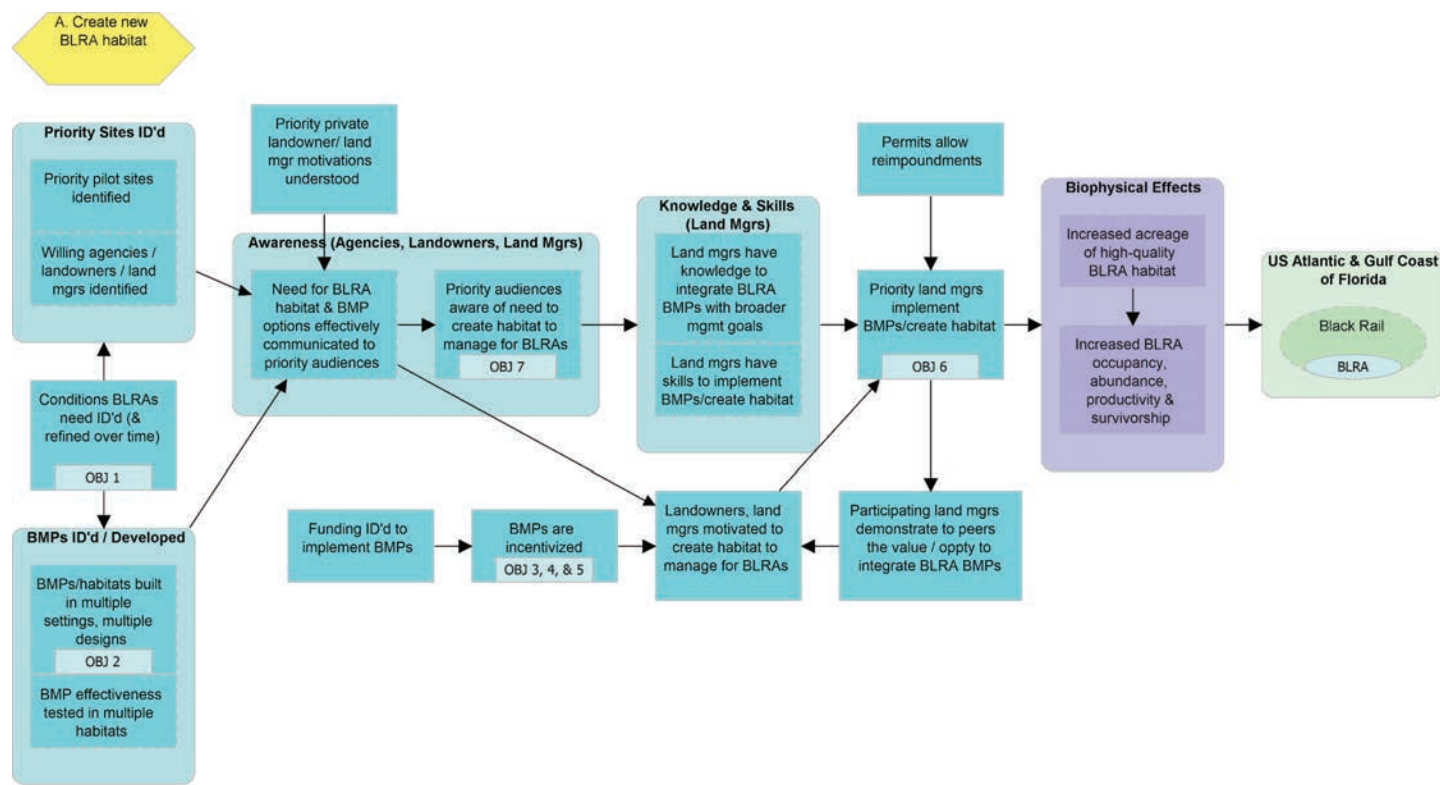 A. Create new
BLRA habitat
Priority Sites ID'd
Priority pilot sites
identified
Willing agencies /
landowners / land
mgrs identified
Conditions BLRAs
need ID'd (&
refined over time)
OBJ 1
BMPs ID'd / Developed
BMPs/habitats built
in multiple
settings, multiple
designs
OBJ 2
BMP effectiveness
tested in multiple
habitats
Priority private
landowner/ land
mgr motivations
understood
Awareness (Agencies, Landowners, Land Mgrs)
Need for BLRA
habitat & BMP
options effectively
communicated to
priority audiences
Priority audiences
aware of need to
create habitat to
manage for BLRAs
OBJ 7
Funding ID'd to
implement BMPs
BMPs are
incentivized
OBJ 3, 4, & 5
Knowledge & Skills
(Land Mgrs)
Land mgrs have
knowledge to
integrate BLRA
BMPs with broader
mgmt goals
Land mgrs have
skills to implement
BMPs/create habitat
Landowners, land
mgrs motivated to
create habitat to
manage for BLRAs
Permits allow
reimpoundments
Priority land mgrs
implement
BMPs/create habitat
OBJ 6
Participating land mgrs
demonstrate to peers
the value / oppty to
integrate BLRA BMPs
Biophysical Effects
Increased acreage
of high-quality
BLRA habitat
Increased BLRA
occupancy,
abundance,
productivity &
survivorship
US Atlantic & Gulf Coast
of Florida
Black Rail
BLRA